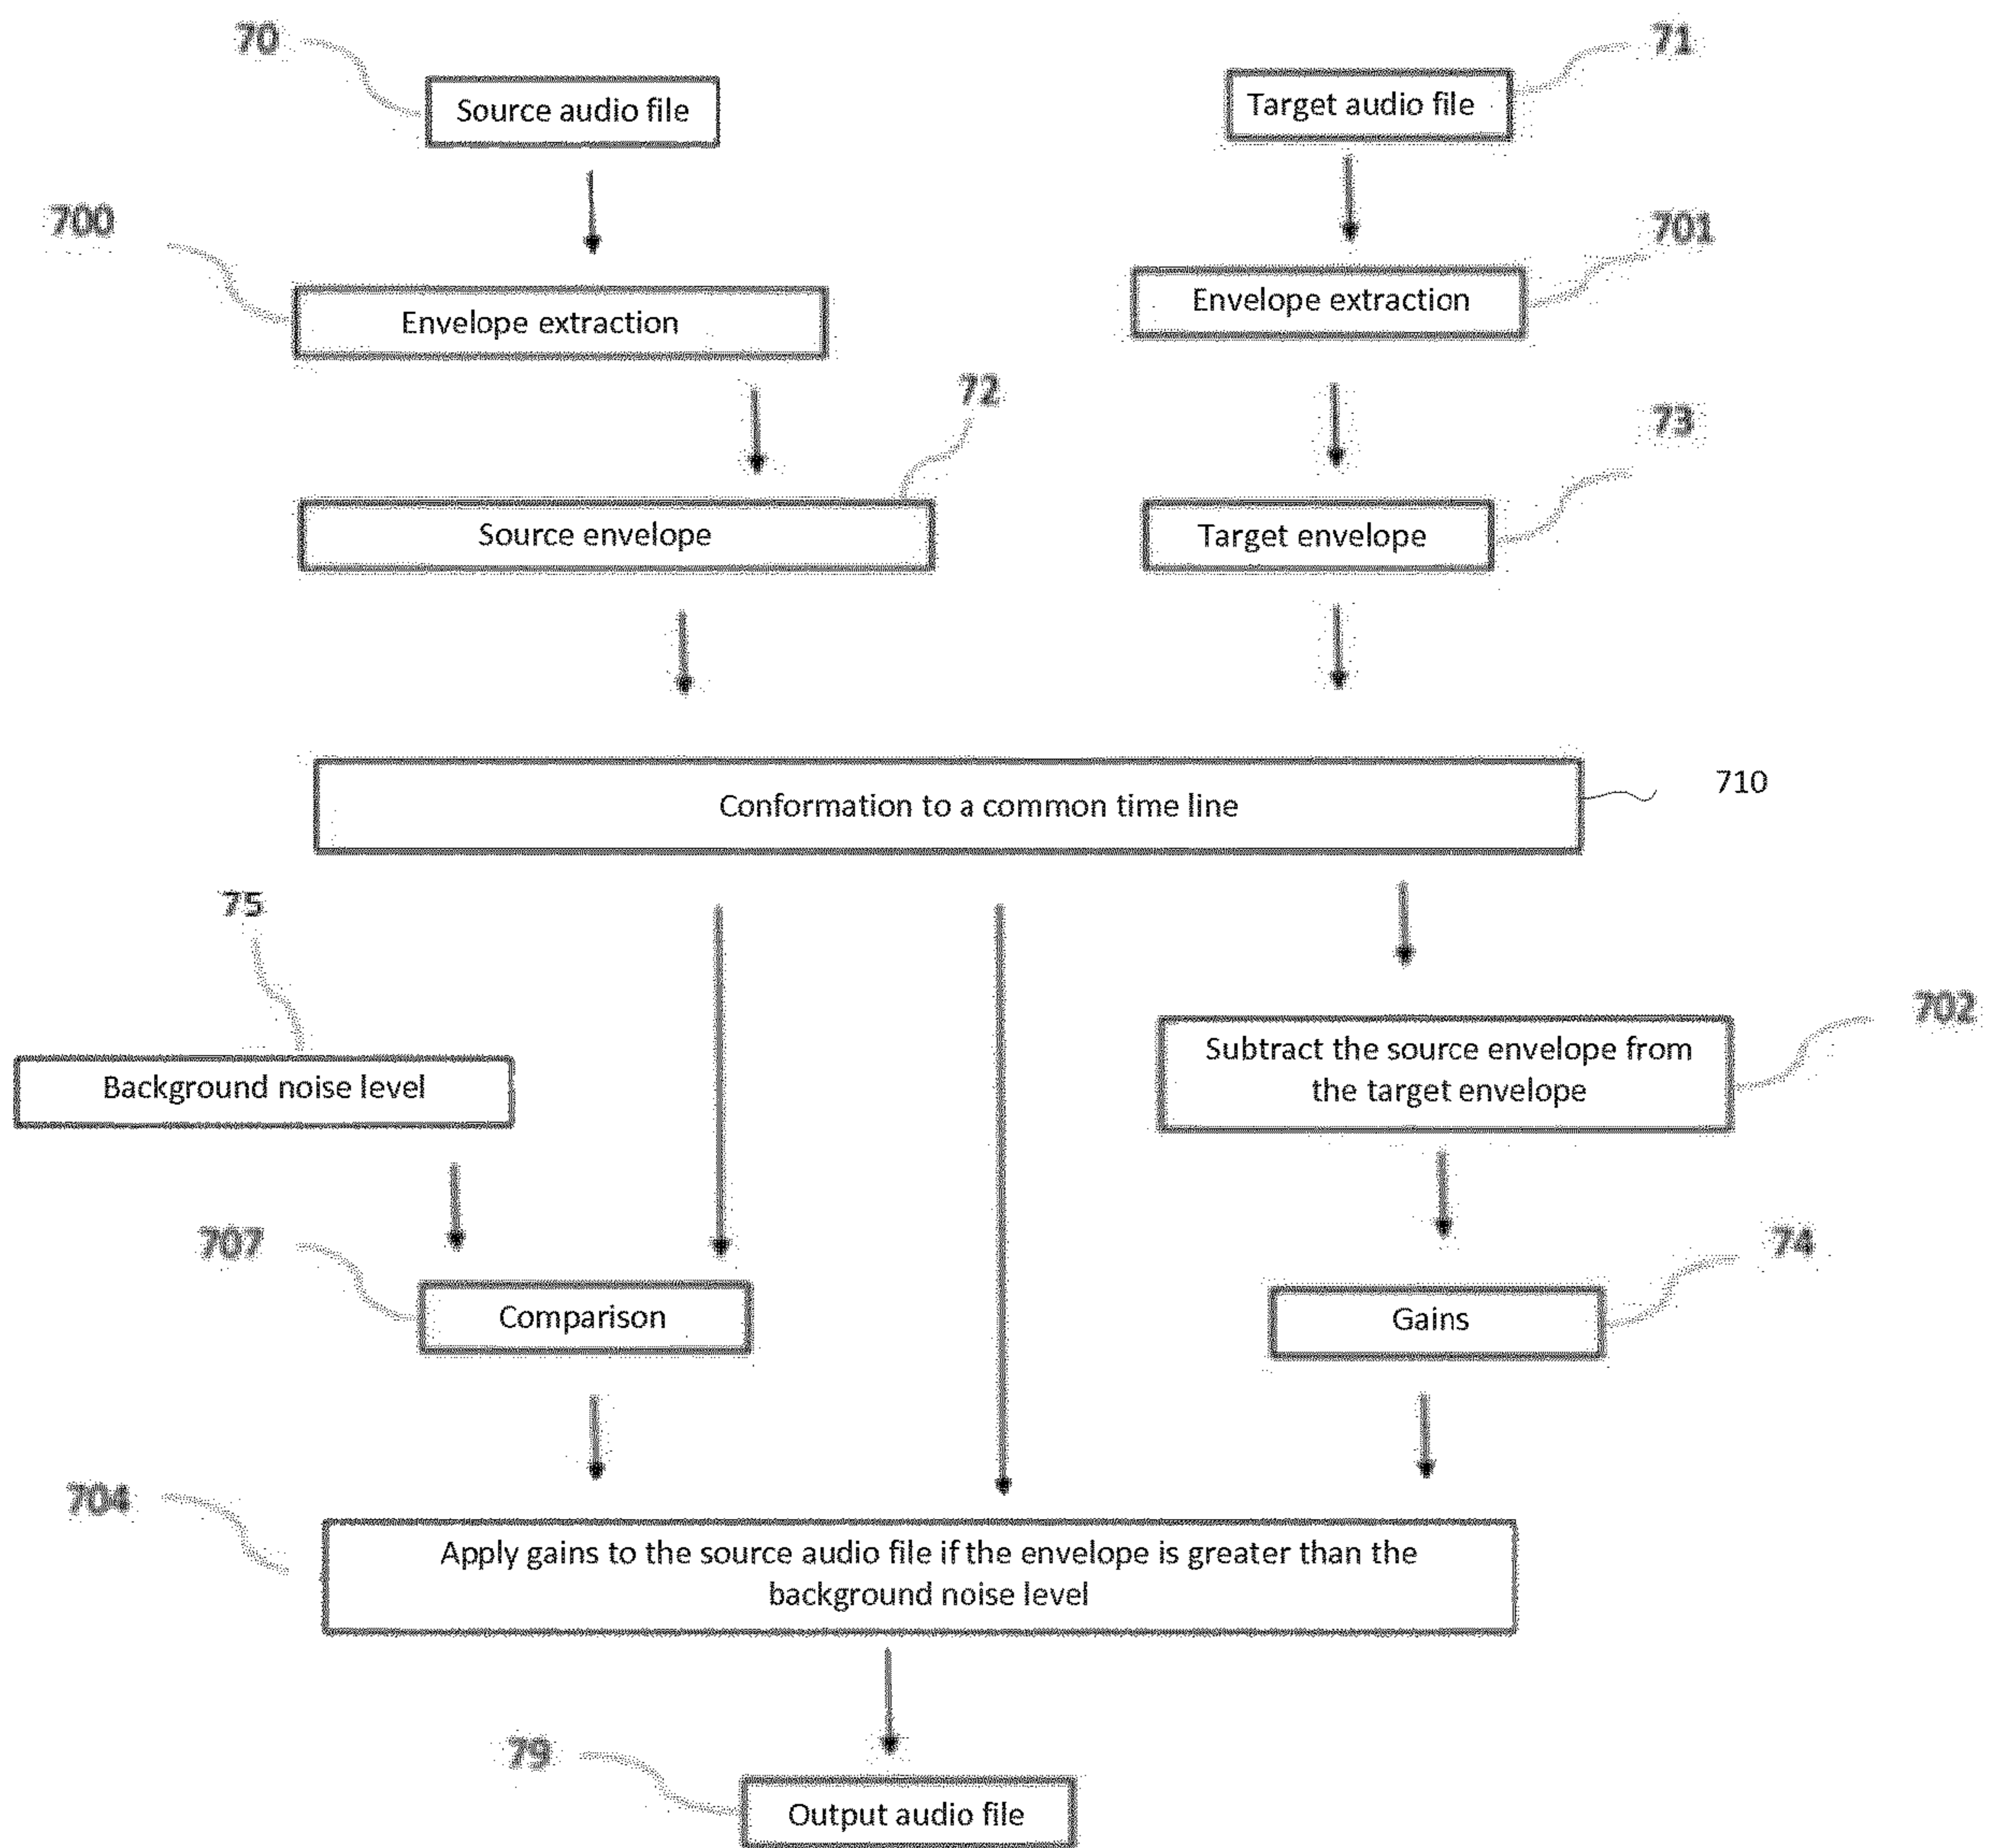 70
71
Source audio file
Target audio file
700
701
Envelope extraction
Envelope extraction
72
73
Source envelope
Target envelope
710
Conformation to a common time line
75
702
Background noise level
Subtract the source envelope from
the target envelope
707
74
Comparison
Gains
704
Apply gains to the source audio file if the envelope is greater than the
background noise level
79
Output audio file